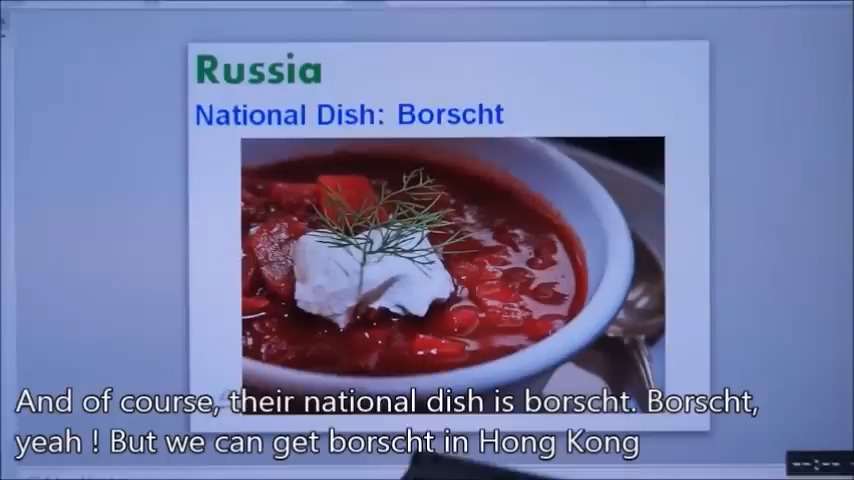 Russia
National Dish: Borscht
And of course, their national dish is borscht. Borscht,
yeah ! But we can get borscht in Hong Kong